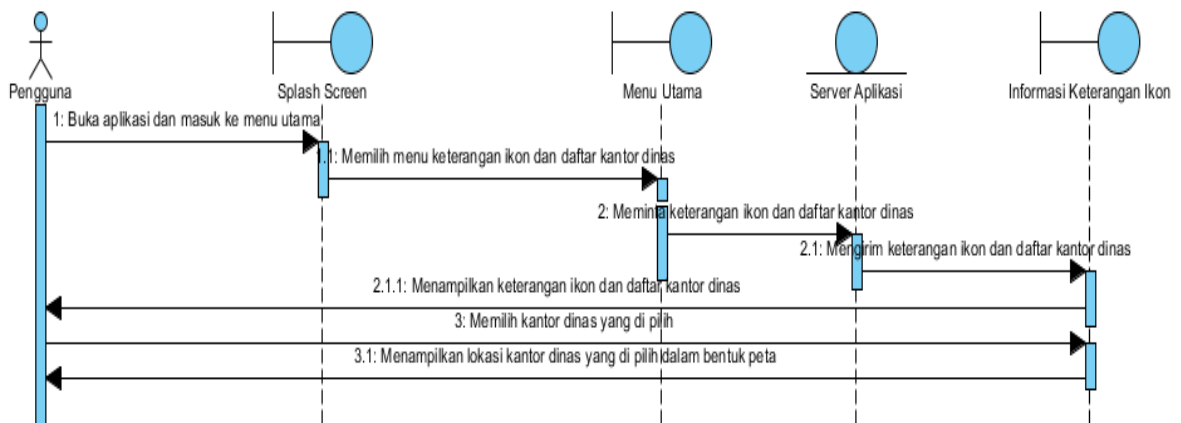 Pengguna
Splash Screen
Menu Utama
Server Aplikasi
Informasi Keterangan Ikon
1: Buka aplikasi dan masuk ke menu utama
1.1: Memilih menu keterangan ikon dan daftar kantor dinas
2: Meminta keterangan ikon dan daftar kantor dinas
2.1: Mengirim keterangan ikon dan daftar kantor dinas
2.1.1: Menampilkan keterangan ikon dan daftar kantor dinas
3: Memilih kantor dinas yang di pilih
3.1: Menampilkan lokasi kantor dinas yang di pilih dalam bentuk peta